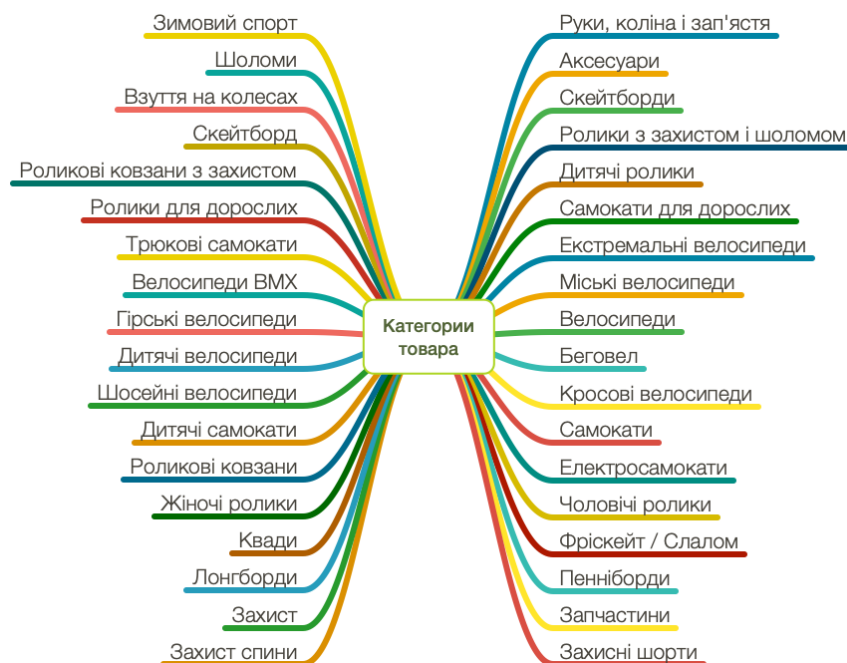 Зимовий спорт
Шоломи
Взуття на колесах
Скейтборд
Роликові ковзани з захистом
Ролики для дорослих
Трюкові самокати
Велосипеди BMX
Гірські велосипеди
Дитячі велосипеди
Шосейні велосипеди
Дитячі самокати
Роликові ковзани
Жіночі ролики
Квади
Лонгборди
Захист
Захист спини
Категории
товара
Руки, коліна і зап'ястя
Аксесуари
Скейтборди
Ролики з захистом і шоломом
Дитячі ролики
Самокати для дорослих
Екстремальні велосипеди
Міські велосипеди
Велосипеди
Беговел
Кросові велосипеди
Самокати
Електросамокати
Чоловічі ролики
Фріскейт / Слалом
Пенніборди
Запчастини
Захисні шорти